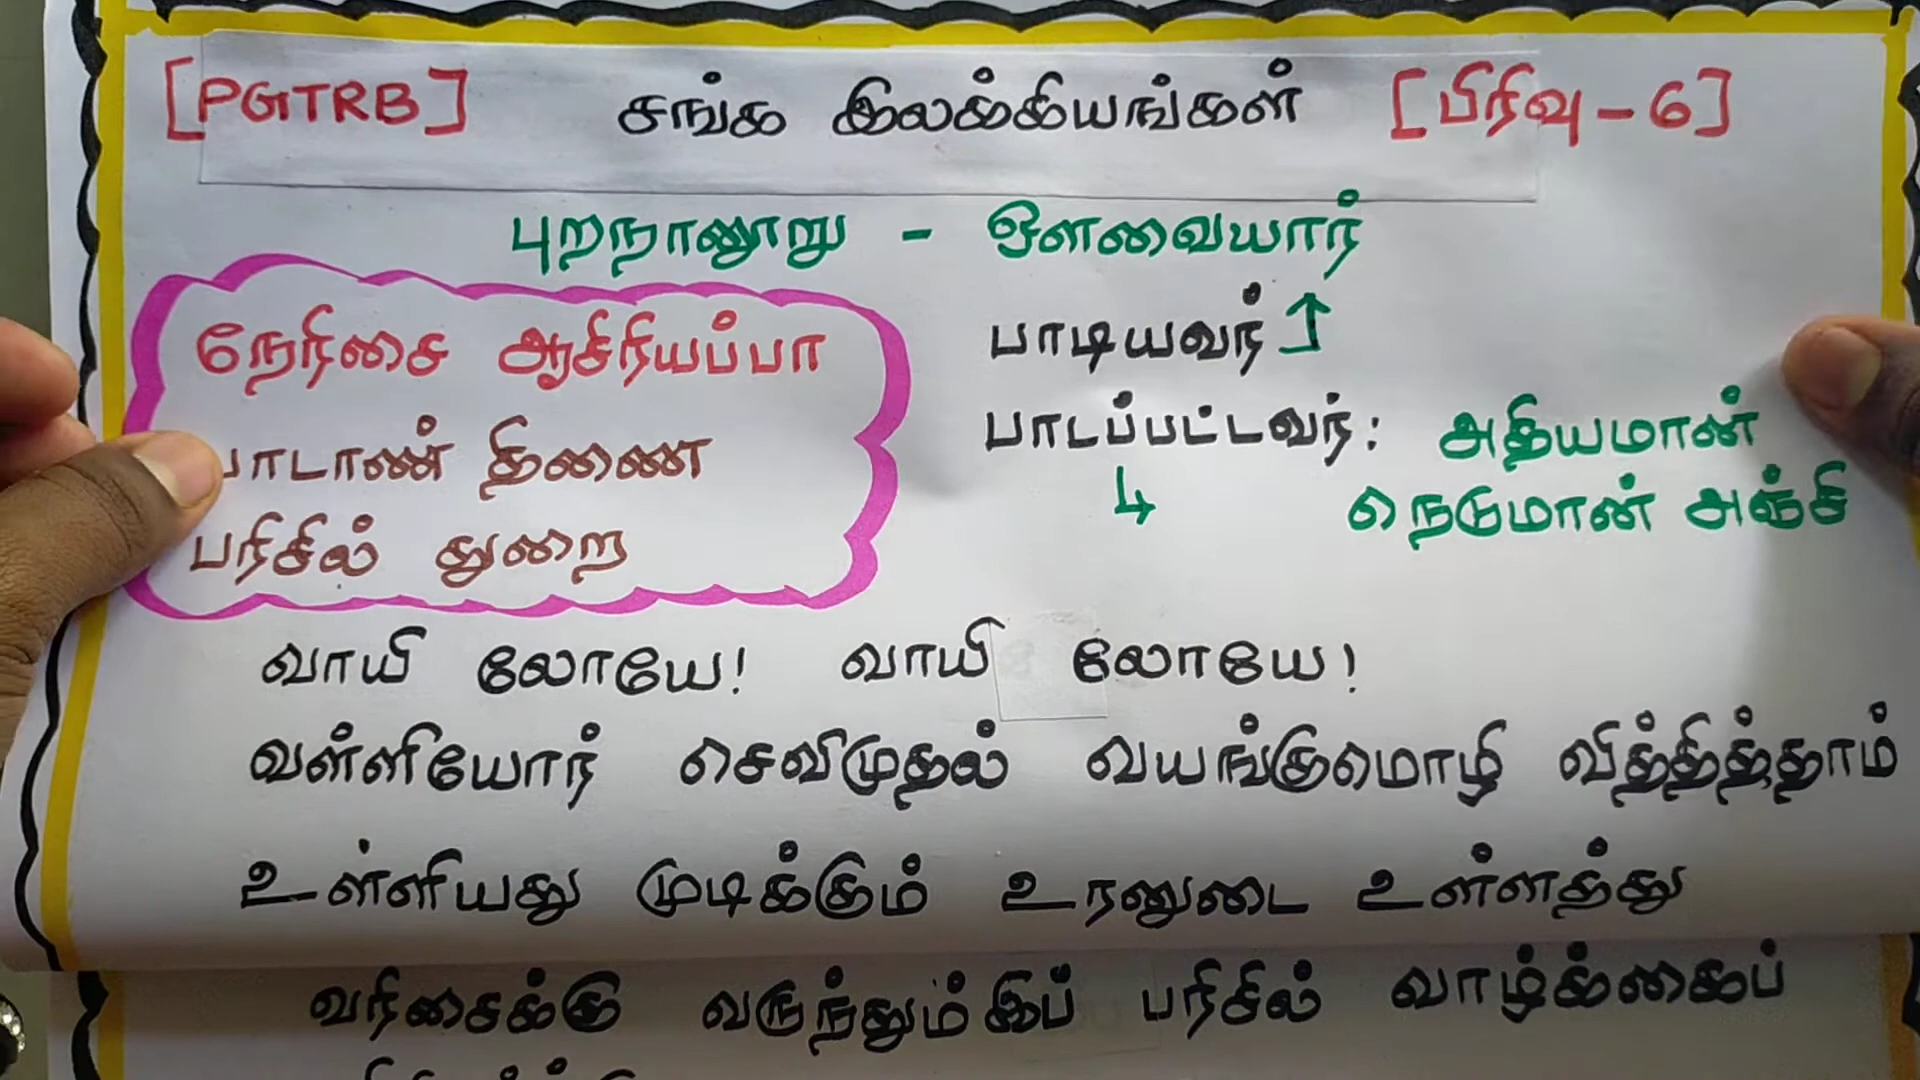 [PGTRB] சங்க இலக்கியங்கள் [பிரிவு - 6]
புறநானூறு - ஔவையார்
நேரிசை ஆசிரியப்பா
பாடாண் திணை
பரிசில் துறை
பாடியவர்
பாடப்பட்டவர்: அதியமான்
நெடுமான் அஞ்சி
வாயி லோயே! வாயி லோயே!
வள்ளியோர் செவிமுதல் வயங்குமொழி வித்தித்தாம்
உள்ளியது முடிக்கும் உரனுடை உள்ளத்து
வரிசைக்கு வருந்தும்இப் பரிசில் வாழ்க்கைப்